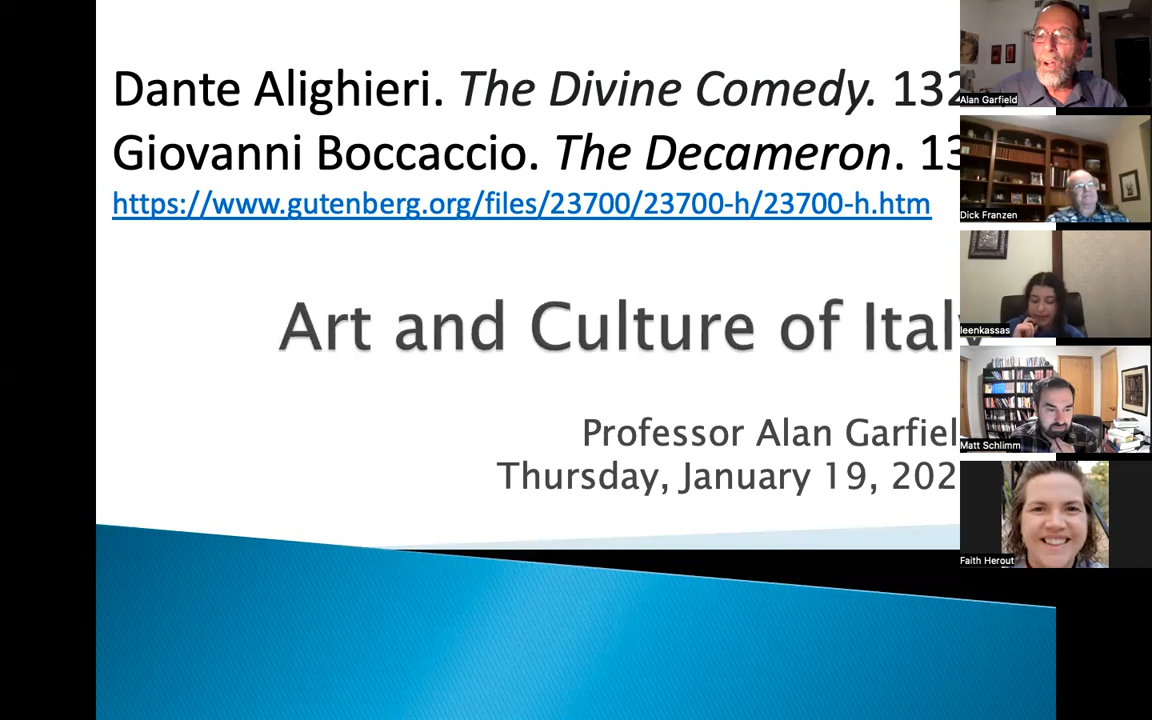 Dante Alighieri. The Divine Comedy. 132
Giovanni Boccaccio. The Decameron. 13
https://www.gutenberg.org/files/23700/23700-h/23700-h.htm
Art and Culture of Italy
Professor Alan Garfiel
Thursday, January 19, 202
Alan Garfield
Dick Franzen
leenkassas
Matt Schlimm
Faith Herout